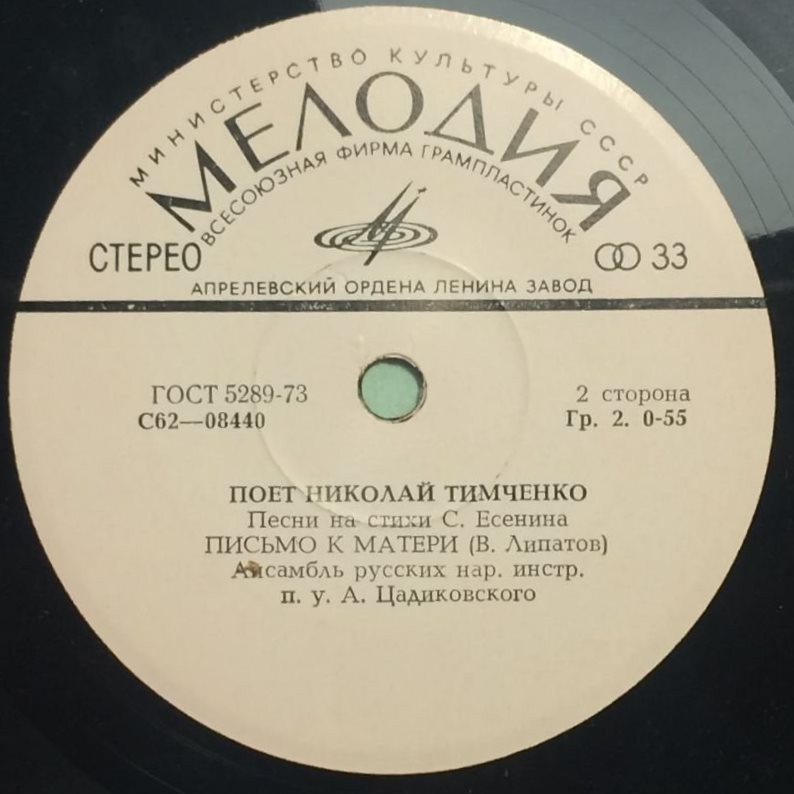 МИНИСТЕРСТВО КУЛЬТУРЫ СССР
МЕЛОДИЯ
ВСЕСОЮЗНАЯ ФИРМА ГРАМПЛАСТИНОК
СТЕРЕО
33
АПРЕЛЕВСКИЙ ОРДЕНА ЛЕНИНА ЗАВОД
ГОСТ 5289-73
2 сторона
С62—08440
Гр. 2. 0-55
ПОЕТ НИКОЛАЙ ТИМЧЕНКО
Песни на стихи С. Есенина
ПИСЬМО К МАТЕРИ (В. Липатов)
Ансамбль русских нар. инстр.
п. у. А. Цадиковского